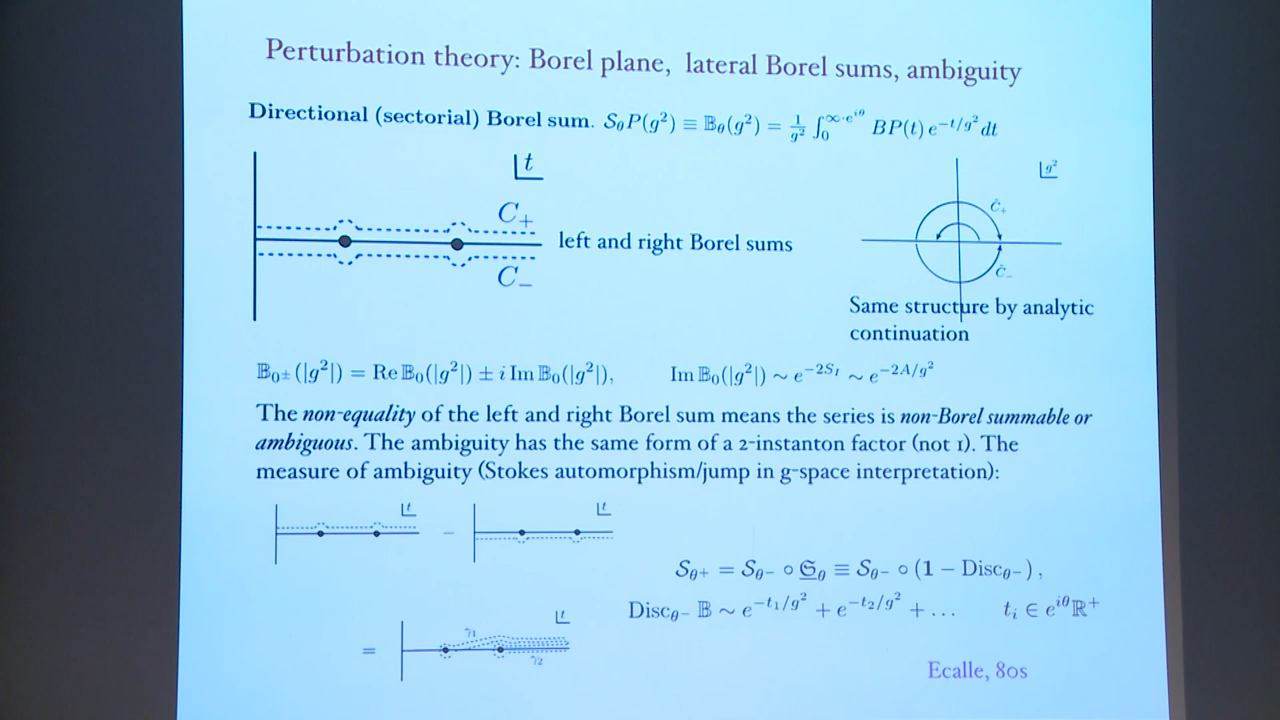 Perturbation theory: Borel plane, lateral Borel sums, ambiguity
Directional (sectorial) Borel sum. 𝒮_θP(g²) ≡ 𝔹_θ(g²) = 1/g² ∫₀^{∞·e^{iθ}} BP(t) e^{−t/g²} dt
t
g²
C₊
C̃₊
left and right Borel sums
C₋
C̃₋
Same structure by analytic
continuation
𝔹_{0±}(|g²|) = Re 𝔹₀(|g²|) ± i Im 𝔹₀(|g²|), Im 𝔹₀(|g²|) ∼ e^{−2S_I} ∼ e^{−2A/g²}
The non-equality of the left and right Borel sum means the series is non-Borel summable or
ambiguous. The ambiguity has the same form of a 2-instanton factor (not 1). The
measure of ambiguity (Stokes automorphism/jump in g-space interpretation):
t − t
𝒮_{θ⁺} = 𝒮_{θ⁻} ∘ 𝔖_θ ≡ 𝒮_{θ⁻} ∘ (1 − Disc_{θ⁻}) ,
Disc_{θ⁻} 𝔹 ∼ e^{−t₁/g²} + e^{−t₂/g²} + … t_i ∈ e^{iθ}ℝ⁺
t
γ₁
=
γ₂
Ecalle, 80s